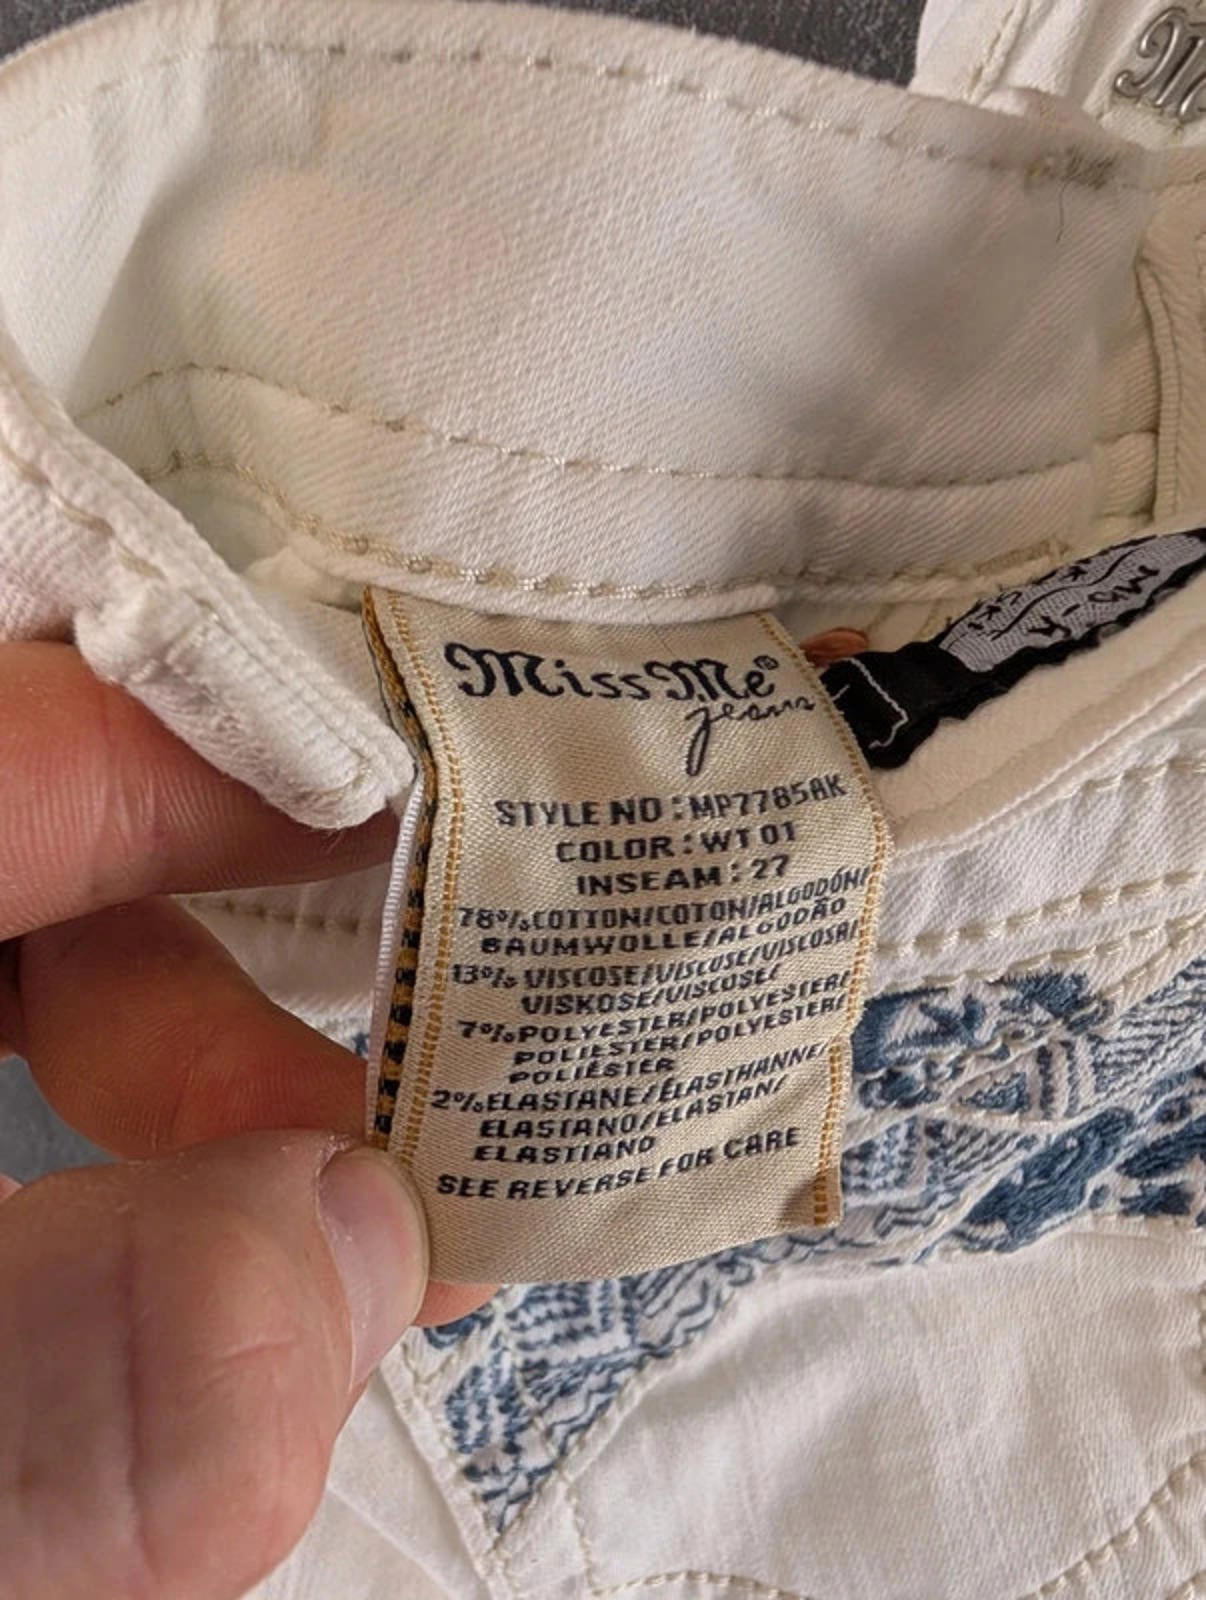 Miss Me®
jeans
STYLE NO : MP7785AK
COLOR : WT 01
INSEAM : 27
78% COTTON/COTON/ALGODÓN/
BAUMWOLLE/ALGODÃO
13% VISCOSE/VISCOSE/VISCOSA/
VISKOSE/VISCOSE/
7% POLYESTER/POLYESTER/
POLIESTER/POLYESTER/
POLIÉSTER
2% ELASTANE/ÉLASTHANNE/
ELASTANO/ELASTAN/
ELASTIANO
SEE REVERSE FOR CARE